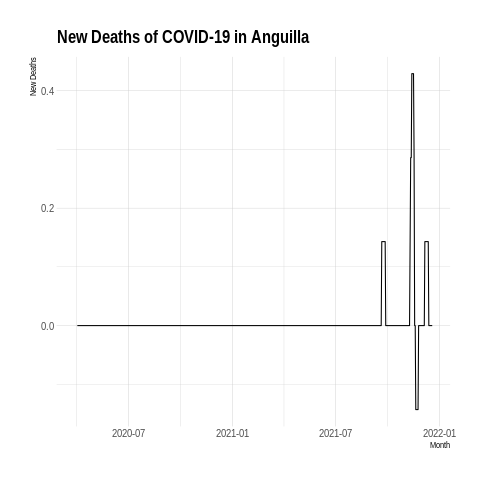 New Deaths of COVID-19 in Anguilla
New Deaths
0.4
0.2
0.0
2020-07 2021-01 2021-07 2022-01
Month